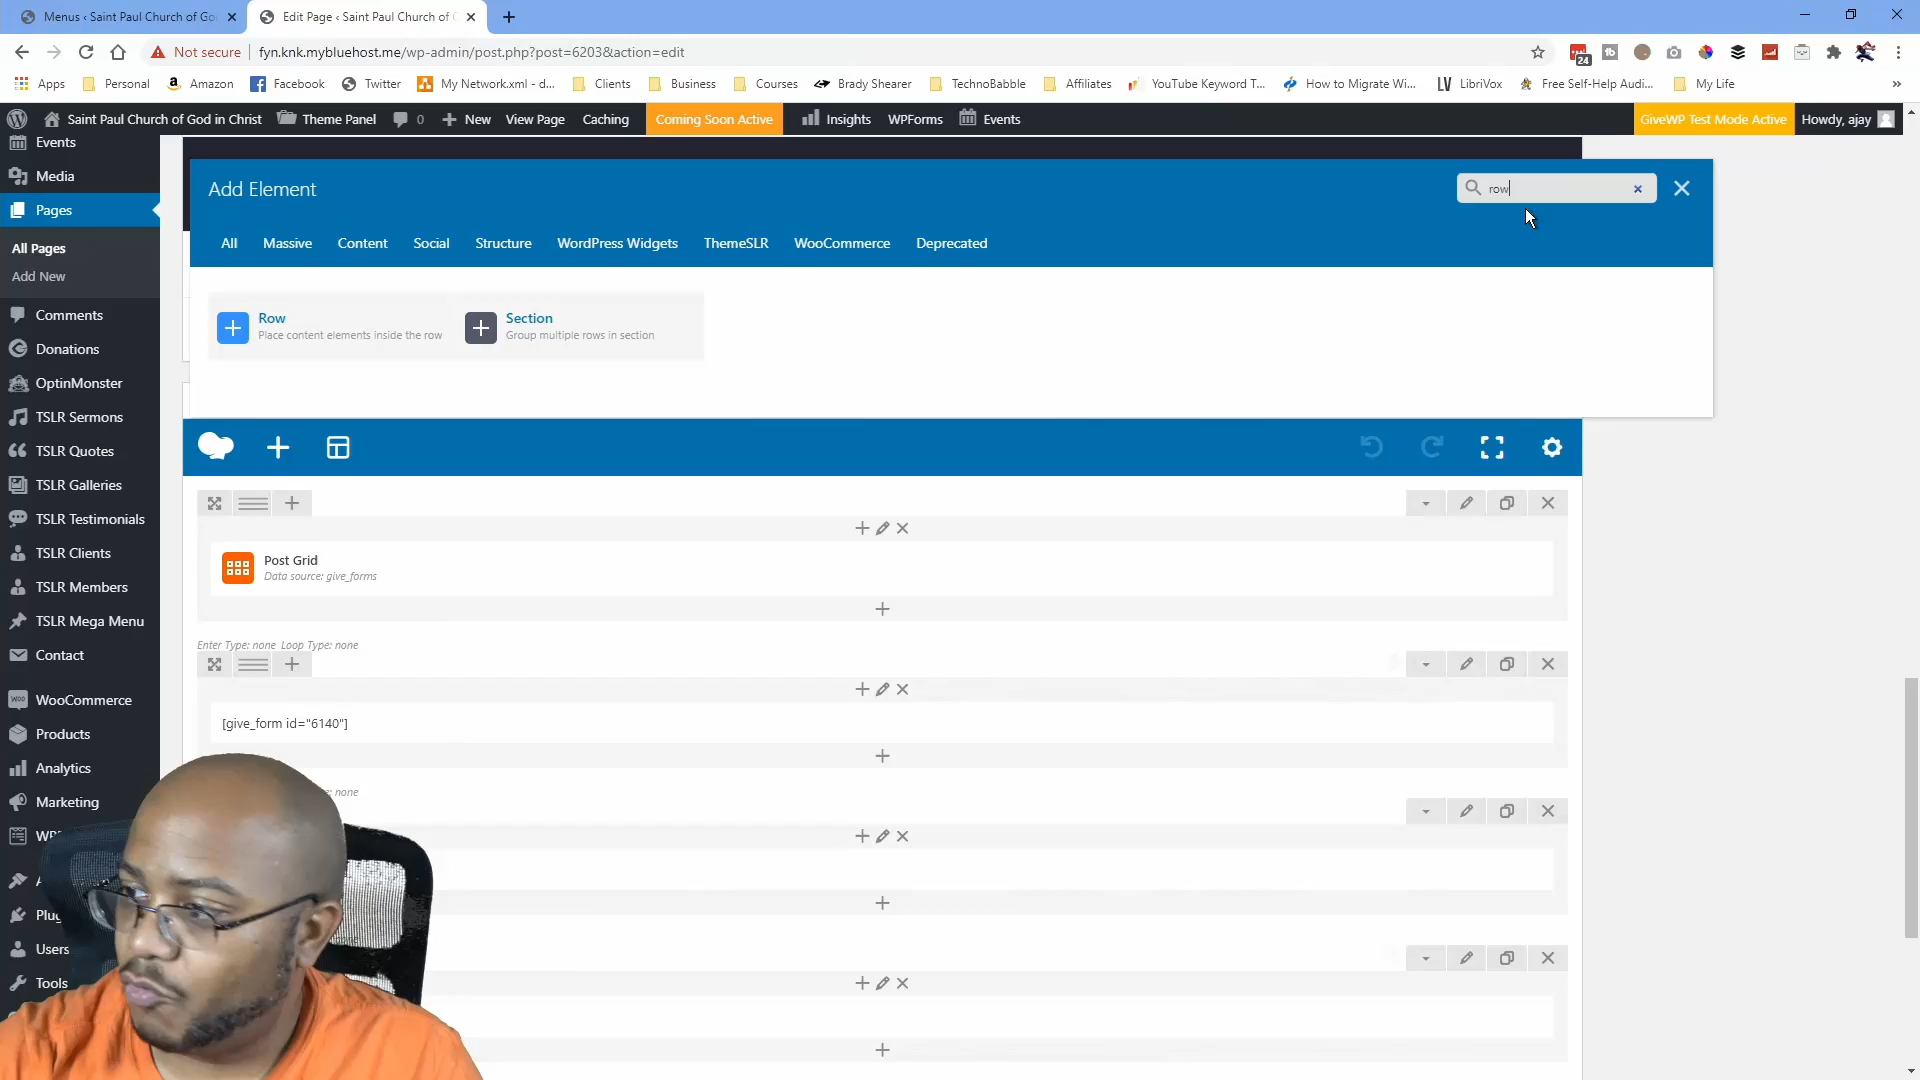 Menus ‹ Saint Paul Church of Go
Edit Page ‹ Saint Paul Church of
Not secure
fyn.knk.mybluehost.me/wp-admin/post.php?post=6203&action=edit
24
Apps
Personal
Amazon
Facebook
Twitter
My Network.xml - d...
Clients
Business
Courses
Brady Shearer
TechnoBabble
Affiliates
YouTube Keyword T...
How to Migrate Wi...
LibriVox
Free Self-Help Audi...
My Life
Saint Paul Church of God in Christ
Theme Panel
0
New
View Page
Caching
Coming Soon Active
Insights
WPForms
Events
GiveWP Test Mode Active
Howdy, ajay
Events
Media
Pages
All Pages
Add New
Comments
Donations
OptinMonster
TSLR Sermons
TSLR Quotes
TSLR Galleries
TSLR Testimonials
TSLR Clients
TSLR Members
TSLR Mega Menu
Contact
WooCommerce
Products
Analytics
Marketing
Users
Tools
Add Element
row
All
Massive
Content
Social
Structure
WordPress Widgets
ThemeSLR
WooCommerce
Deprecated
Row
Place content elements inside the row
Section
Group multiple rows in section
Post Grid
Data source: give_forms
Enter Type: none Loop Type: none
[give_form id="6140"]
none